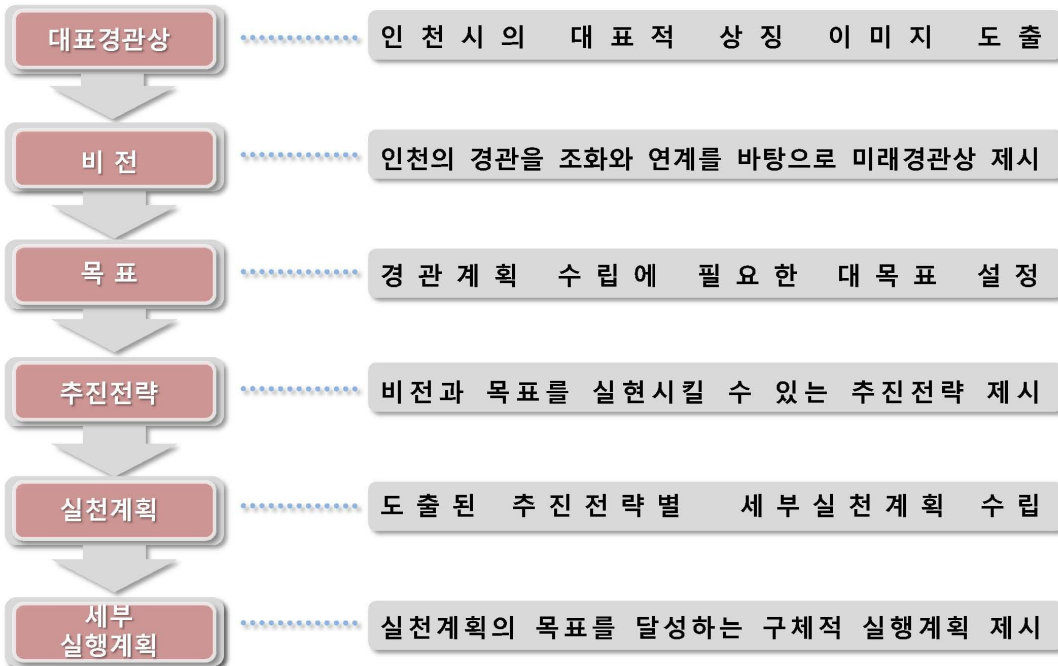 대표경관상
인천시의 대표적 상징 이미지 도출
비 전
인천의 경관을 조화와 연계를 바탕으로 미래경관상 제시
목 표
경관계획 수립에 필요한 대목표 설정
추진전략
비전과 목표를 실현시킬 수 있는 추진전략 제시
실천계획
도출된 추진전략별 세부실천계획 수립
세부
실행계획
실천계획의 목표를 달성하는 구체적 실행계획 제시